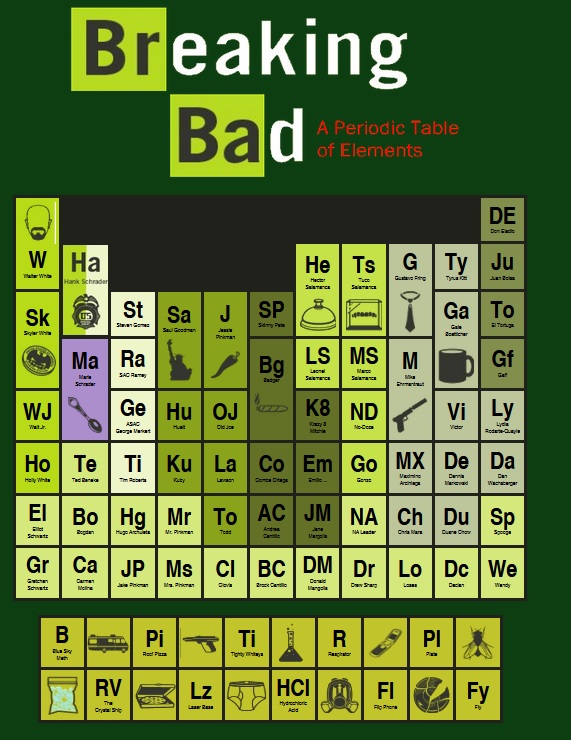 Breaking
Bad
A Periodic Table
of Elements
DE
Don Eladio
W
Walter White
Ha
Hank Schrader
He
Hector
Salamanca
Ts
Tuco
Salamanca
G
Gustavo Fring
Ty
Tyrus Kitt
Ju
Juan Bolsa
Sk
Skyler White
St
Steven Gomez
Sa
Saul Goodman
J
Jessie
Pinkman
SP
Skinny Pete
Ga
Gale
Boetticher
To
El Tortuga
Ma
Marie
Schrader
Ra
SAC Ramey
Bg
Badger
LS
Leonel
Salamanca
MS
Marco
Salamanca
M
Mike
Ehrmantraut
Gf
Gaff
WJ
Walt Jr.
Ge
ASAC
George Merkert
Hu
Huell
OJ
Old Joe
K8
Krazy 8
ND
No-Doze
Vi
Victor
Ly
Lydia
Rodarte-Quayle
Ho
Holly White
Te
Ted Beneke
Ti
Tim Roberts
Ku
Kuby
La
Lawson
Co
Combo Ortega
Em
Go
Gonzo
MX
Maximino
Arciniega
De
Dennis
Markowski
Da
Dan
Wachsberger
El
Elliot
Schwartz
Bo
Bogdan
Hg
Hugo Archuleta
Mr
Mr. Pinkman
To
Todd
AC
Andrea
Cantillo
JM
Jane
Margolis
NA
NA Leader
Ch
Chris Mara
Du
Duane Chow
Sp
Spooge
Gr
Gretchen
Schwartz
Ca
Carmen
Molina
JP
Jake Pinkman
Ms
Mrs. Pinkman
Cl
Clovis
BC
Brock Cantillo
DM
Donald
Margolis
Dr
Drew Sharp
Lo
Louis
Dc
Declan
We
Wendy
B
Blue Sky
Meth
Pi
Roof Pizza
Ti
Tighty Whiteys
R
Respirator
Pl
Plate
RV
The
Crystal Ship
Lz
Laser Base
HCl
Hydrochloric
Acid
Fl
Flip Phone
Fy
Fly